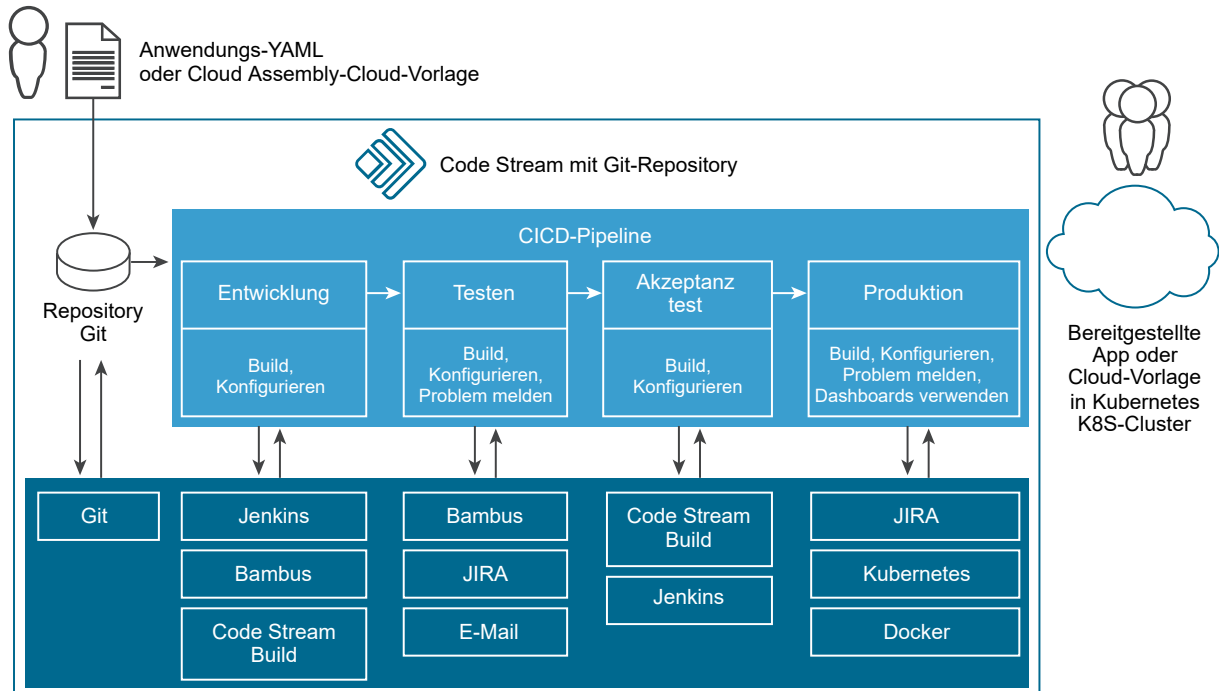 Anwendungs-YAML
oder Cloud Assembly-Cloud-Vorlage
Code Stream mit Git-Repository
CICD-Pipeline
Repository
Git
Entwicklung
Build,
Konfigurieren
Testen
Build,
Konfigurieren,
Problem melden
Akzeptanz
test
Build,
Konfigurieren
Produktion
Build, Konfigurieren,
Problem melden,
Dashboards verwenden
Bereitgestellte
App oder
Cloud-Vorlage
in Kubernetes
K8S-Cluster
Git
Jenkins
Bambus
Code Stream
Build
Bambus
JIRA
E-Mail
Code Stream
Build
Jenkins
JIRA
Kubernetes
Docker